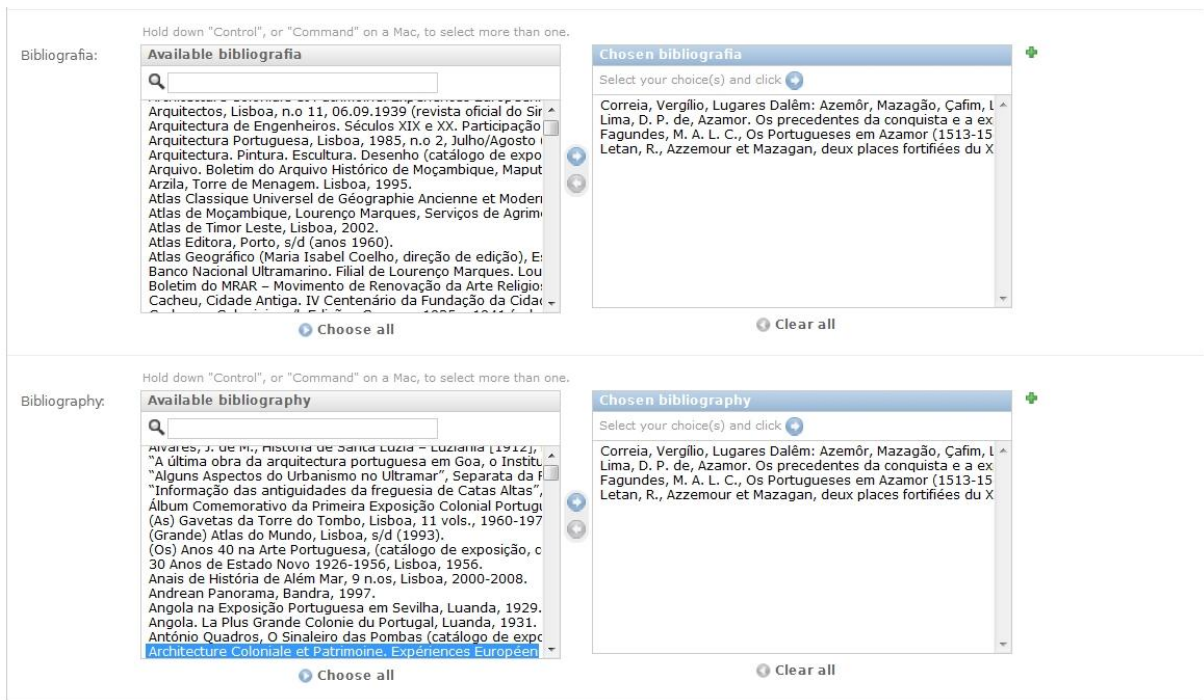 Hold down "Control", or "Command" on a Mac, to select more than one.
Bibliografia:
Available bibliografia
Arquitectos, Lisboa, n.o 11, 06.09.1939 (revista oficial do Sir
Arquitectura de Engenheiros. Séculos XIX e XX. Participação
Arquitectura Portuguesa, Lisboa, 1985, n.o 2, Julho/Agosto
Arquitectura. Pintura. Escultura. Desenho (catálogo de expo
Arquivo. Boletim do Arquivo Histórico de Moçambique, Maput
Arzila, Torre de Menagem. Lisboa, 1995.
Atlas Classique Universel de Géographie Ancienne et Moder
Atlas de Moçambique, Lourenço Marques, Serviços de Agrim
Atlas de Timor Leste, Lisboa, 2002.
Atlas Editora, Porto, s/d (anos 1960).
Atlas Geográfico (Maria Isabel Coelho, direção de edição), E
Banco Nacional Ultramarino. Filial de Lourenço Marques. Lou
Boletim do MRAR – Movimento de Renovação da Arte Religio
Cacheu, Cidade Antiga. IV Centenário da Fundação da Cida
Choose all
Chosen bibliografia
Select your choice(s) and click
Correia, Vergílio, Lugares Dalêm: Azemôr, Mazagão, Çafim, L
Lima, D. P. de, Azamor. Os precedentes da conquista e a ex
Fagundes, M. A. L. C., Os Portugueses em Azamor (1513-15
Letan, R., Azzemour et Mazagan, deux places fortifiées du X
Clear all
Hold down "Control", or "Command" on a Mac, to select more than one.
Bibliography:
Available bibliography
Álvares, J. de M., História de Santa Luzia – Luziânia [1912],
"A última obra da arquitectura portuguesa em Goa, o Institu
"Alguns Aspectos do Urbanismo no Ultramar", Separata da R
"Informação das antiguidades da freguesia de Catas Altas",
Álbum Comemorativo da Primeira Exposição Colonial Portugu
(As) Gavetas da Torre do Tombo, Lisboa, 11 vols., 1960-197
(Grande) Atlas do Mundo, Lisboa, s/d (1993).
(Os) Anos 40 na Arte Portuguesa, (catálogo de exposição, c
30 Anos de Estado Novo 1926-1956, Lisboa, 1956.
Anais de História de Além Mar, 9 n.os, Lisboa, 2000-2008.
Andrean Panorama, Bandra, 1997.
Angola na Exposição Portuguesa em Sevilha, Luanda, 1929.
Angola. La Plus Grande Colonie du Portugal, Luanda, 1931.
António Quadros, O Sinaleiro das Pombas (catálogo de expo
Architecture Coloniale et Patrimoine. Expériences Européen
Choose all
Chosen bibliography
Select your choice(s) and click
Correia, Vergílio, Lugares Dalêm: Azemôr, Mazagão, Çafim, L
Lima, D. P. de, Azamor. Os precedentes da conquista e a ex
Fagundes, M. A. L. C., Os Portugueses em Azamor (1513-15
Letan, R., Azzemour et Mazagan, deux places fortifiées du X
Clear all